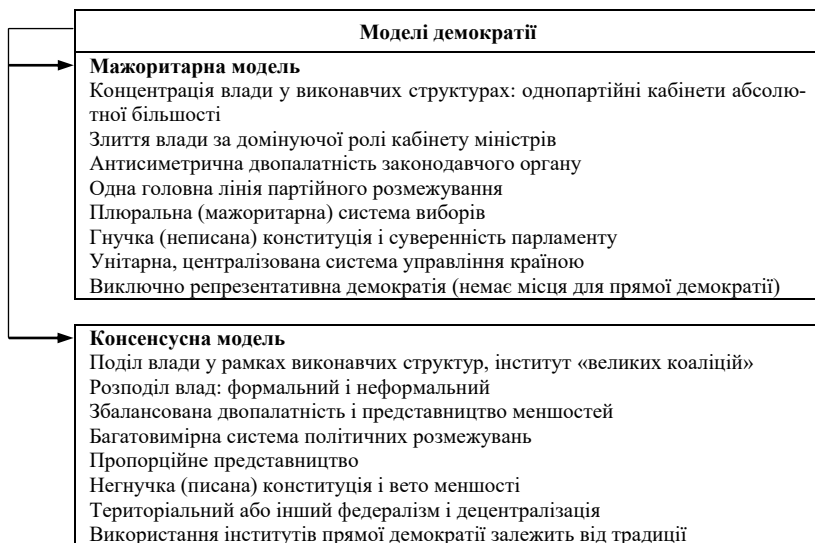 Моделі демократії
Мажоритарна модель
Концентрація влади у виконавчих структурах: однопартійні кабінети абсолю-
тної більшості
Злиття влади за домінуючої ролі кабінету міністрів
Антисиметрична двопалатність законодавчого органу
Одна головна лінія партійного розмежування
Плюральна (мажоритарна) система виборів
Гнучка (неписана) конституція і суверенність парламенту
Унітарна, централізована система управління країною
Виключно репрезентативна демократія (немає місця для прямої демократії)
Консенсусна модель
Поділ влади у рамках виконавчих структур, інститут «великих коаліцій»
Розподіл влад: формальний і неформальний
Збалансована двопалатність і представництво меншостей
Багатовимірна система політичних розмежувань
Пропорційне представництво
Негнучка (писана) конституція і вето меншості
Територіальний або інший федералізм і децентралізація
Використання інститутів прямої демократії залежить від традиції